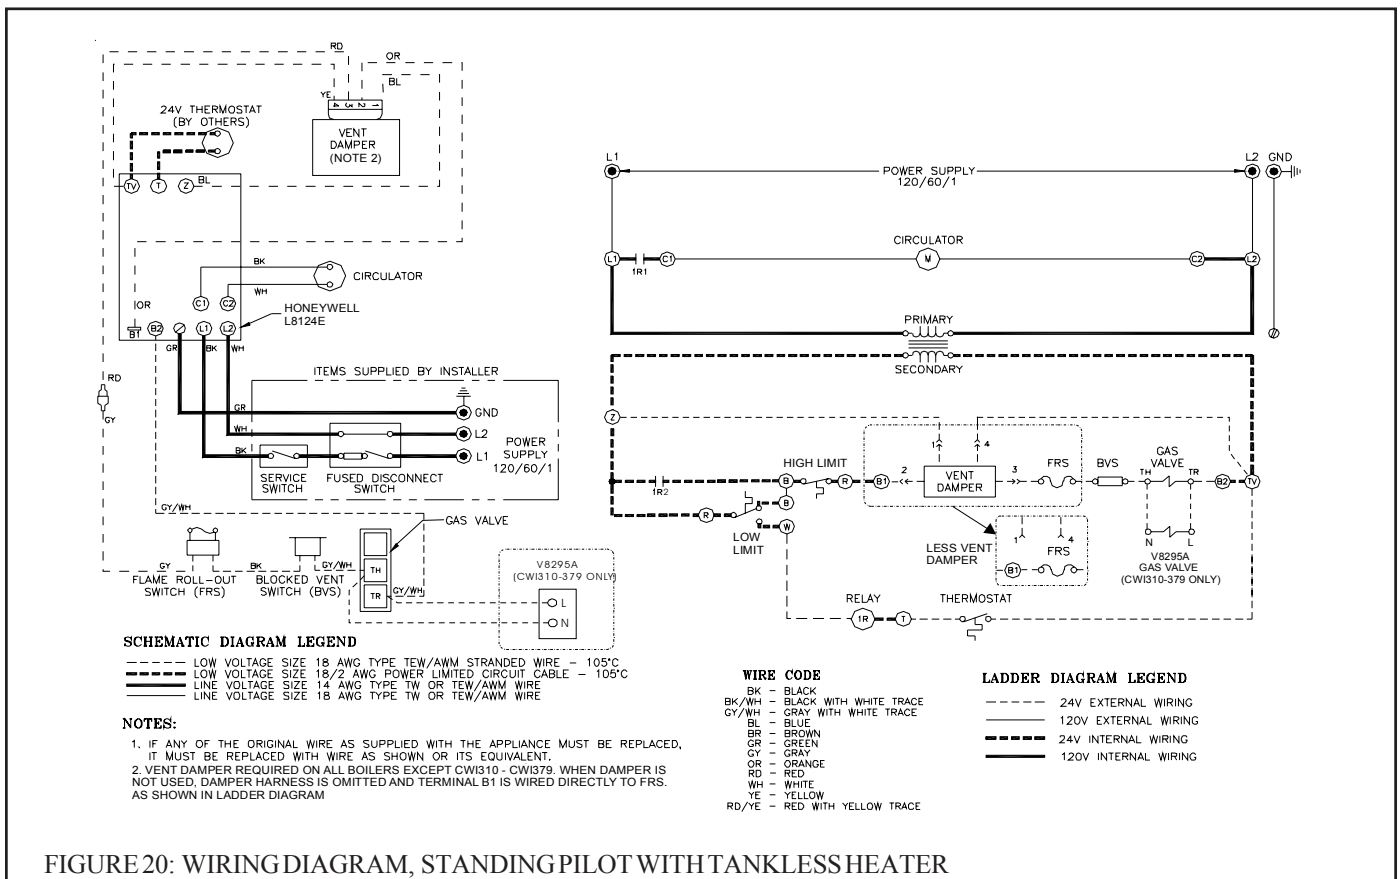 RD
OR
BL
YE
4 3 2 1
24V THERMOSTAT
(BY OTHERS)
VENT
DAMPER
(NOTE 2)
TV
T
Z
BL
BK
WH
CIRCULATOR
C1
C2
OR
B1
B2
L1
L2
HONEYWELL
L8124E
GR
BK
WH
RD
GY
ITEMS SUPPLIED BY INSTALLER
GR
GND
WH
L2
BK
L1
POWER
SUPPLY
120/60/1
SERVICE
SWITCH
FUSED DISCONNECT
SWITCH
GY/WH
GAS VALVE
GY
BK
GY/WH
TH
TR
GY/WH
FLAME ROLL-OUT
SWITCH (FRS)
BLOCKED VENT
SWITCH (BVS)
V8295A
(CWI310-379 ONLY)
L
N
L1
L2
GND
POWER SUPPLY
120/60/1
CIRCULATOR
L1
1R1
C1
M
C2
L2
PRIMARY
SECONDARY
Z
1
4
HIGH LIMIT
1R2
B
R
B1
2
VENT
DAMPER
3
FRS
BVS
GAS
VALVE
TH
TR
B2
TV
R
B
W
LOW
LIMIT
LESS VENT
DAMPER
1
4
FRS
B1
N
L
V8295A
GAS VALVE
(CWI310-379 ONLY)
RELAY
1R
T
THERMOSTAT
SCHEMATIC DIAGRAM LEGEND
LOW VOLTAGE SIZE 18 AWG TYPE TEW/AWM STRANDED WIRE - 105°C
LOW VOLTAGE SIZE 18/2 AWG POWER LIMITED CIRCUIT CABLE - 105°C
LINE VOLTAGE SIZE 14 AWG TYPE TW OR TEW/AWM WIRE
LINE VOLTAGE SIZE 18 AWG TYPE TW OR TEW/AWM WIRE
NOTES:
1. IF ANY OF THE ORIGINAL WIRE AS SUPPLIED WITH THE APPLIANCE MUST BE REPLACED,
IT MUST BE REPLACED WITH WIRE AS SHOWN OR ITS EQUIVALENT.
2. VENT DAMPER REQUIRED ON ALL BOILERS EXCEPT CWI310 - CWI379. WHEN DAMPER IS
NOT USED, DAMPER HARNESS IS OMITTED AND TERMINAL B1 IS WIRED DIRECTLY TO FRS.
AS SHOWN IN LADDER DIAGRAM
WIRE CODE
BK - BLACK
BK/WH - BLACK WITH WHITE TRACE
GY/WH - GRAY WITH WHITE TRACE
BL - BLUE
BR - BROWN
GR - GREEN
GY - GRAY
OR - ORANGE
RD - RED
WH - WHITE
YE - YELLOW
RD/YE - RED WITH YELLOW TRACE
LADDER DIAGRAM LEGEND
24V EXTERNAL WIRING
120V EXTERNAL WIRING
24V INTERNAL WIRING
120V INTERNAL WIRING
FIGURE 20: WIRING DIAGRAM, STANDING PILOT WITH TANKLESS HEATER